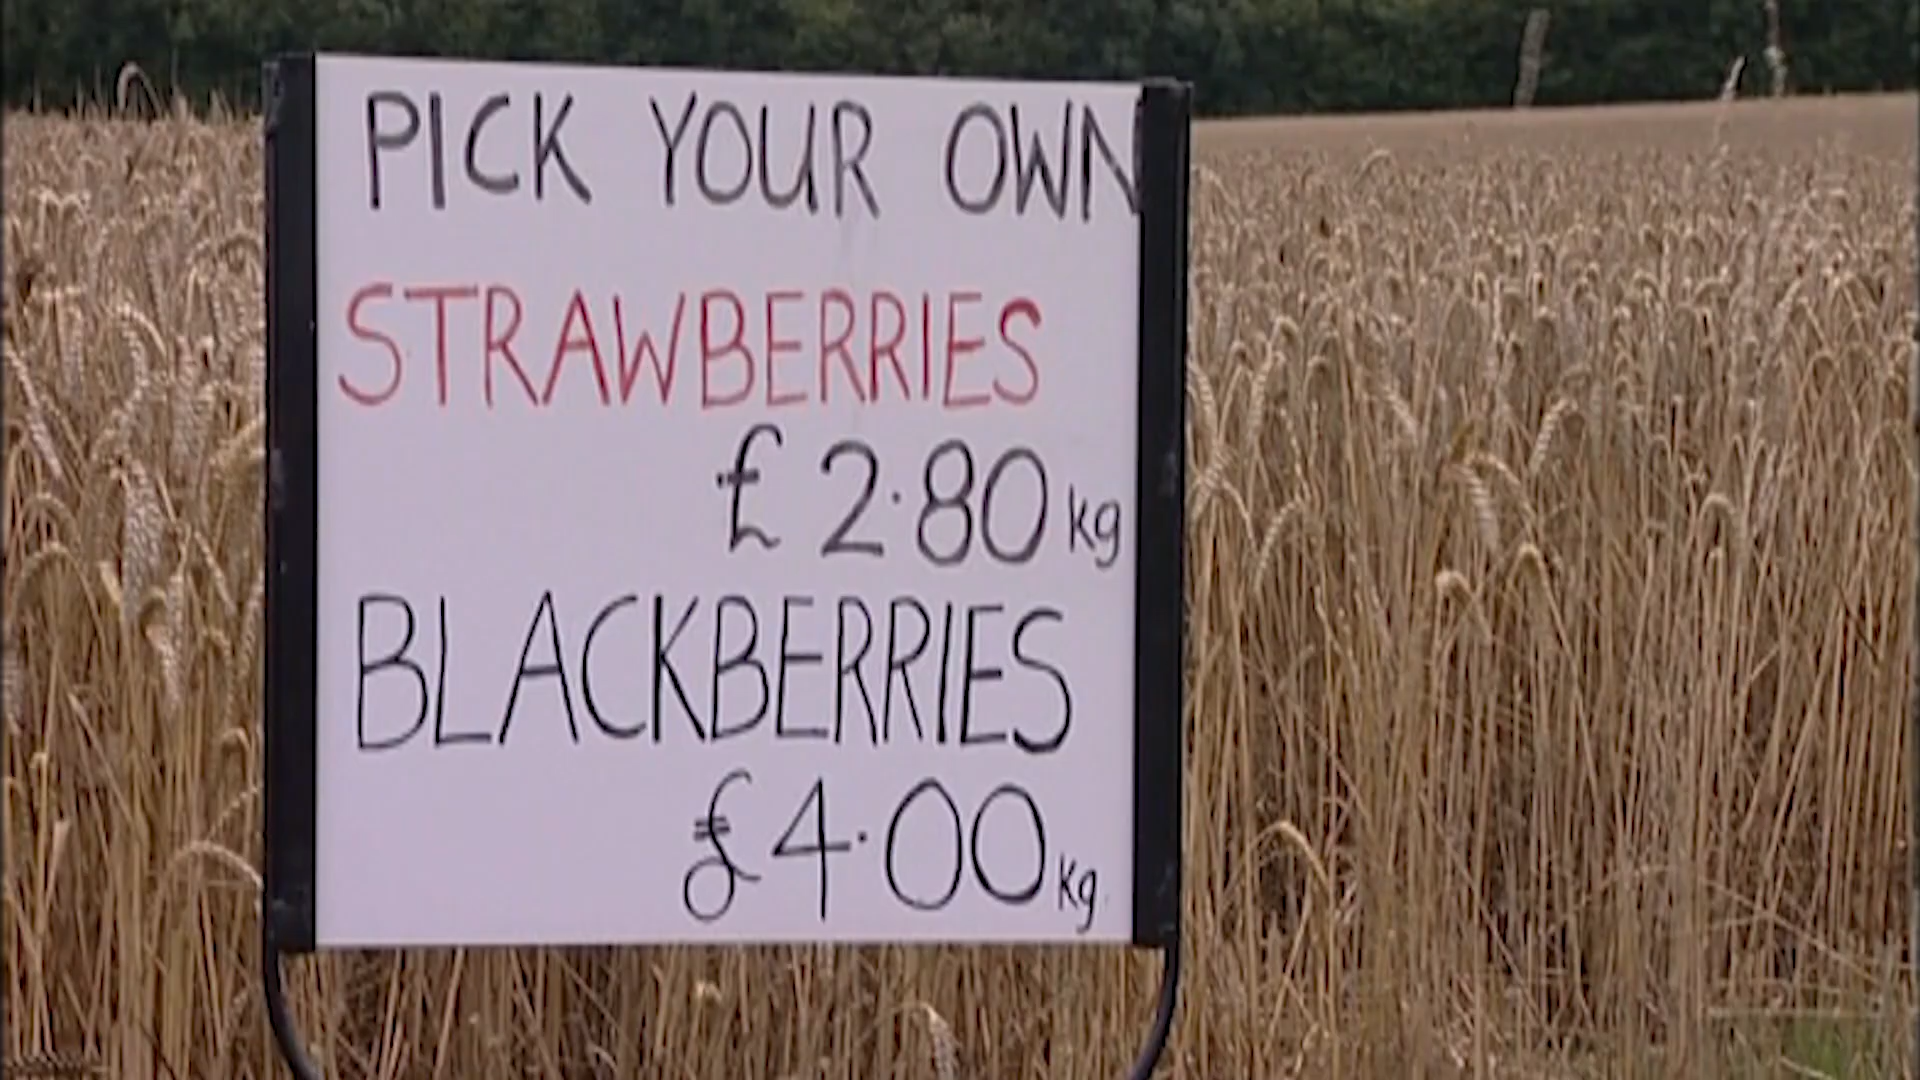 PICK YOUR OWN
STRAWBERRIES
£2·80 kg
BLACKBERRIES
£4·00 kg.